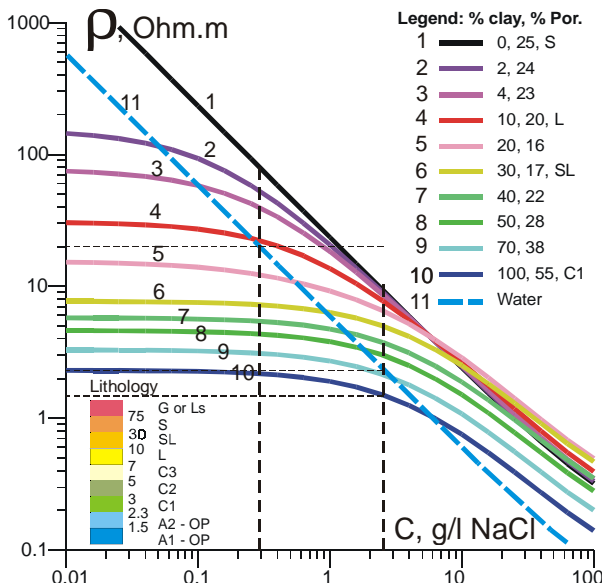 ρ, Ohm.m
1000
100
10
1
0.1
0.01
0.1
1
10
100
C, g/l NaCl
1
2
3
4
5
6
7
8
9
10
11
Legend: % clay, % Por.
1 0, 25, S
2 2, 24
3 4, 23
4 10, 20, L
5 20, 16
6 30, 17, SL
7 40, 22
8 50, 28
9 70, 38
10 100, 55, C1
11 Water
Lithology
G or Ls
75
S
30
SL
10
L
7
C3
5
C2
3
C1
2.3
A2 - OP
1.5
A1 - OP